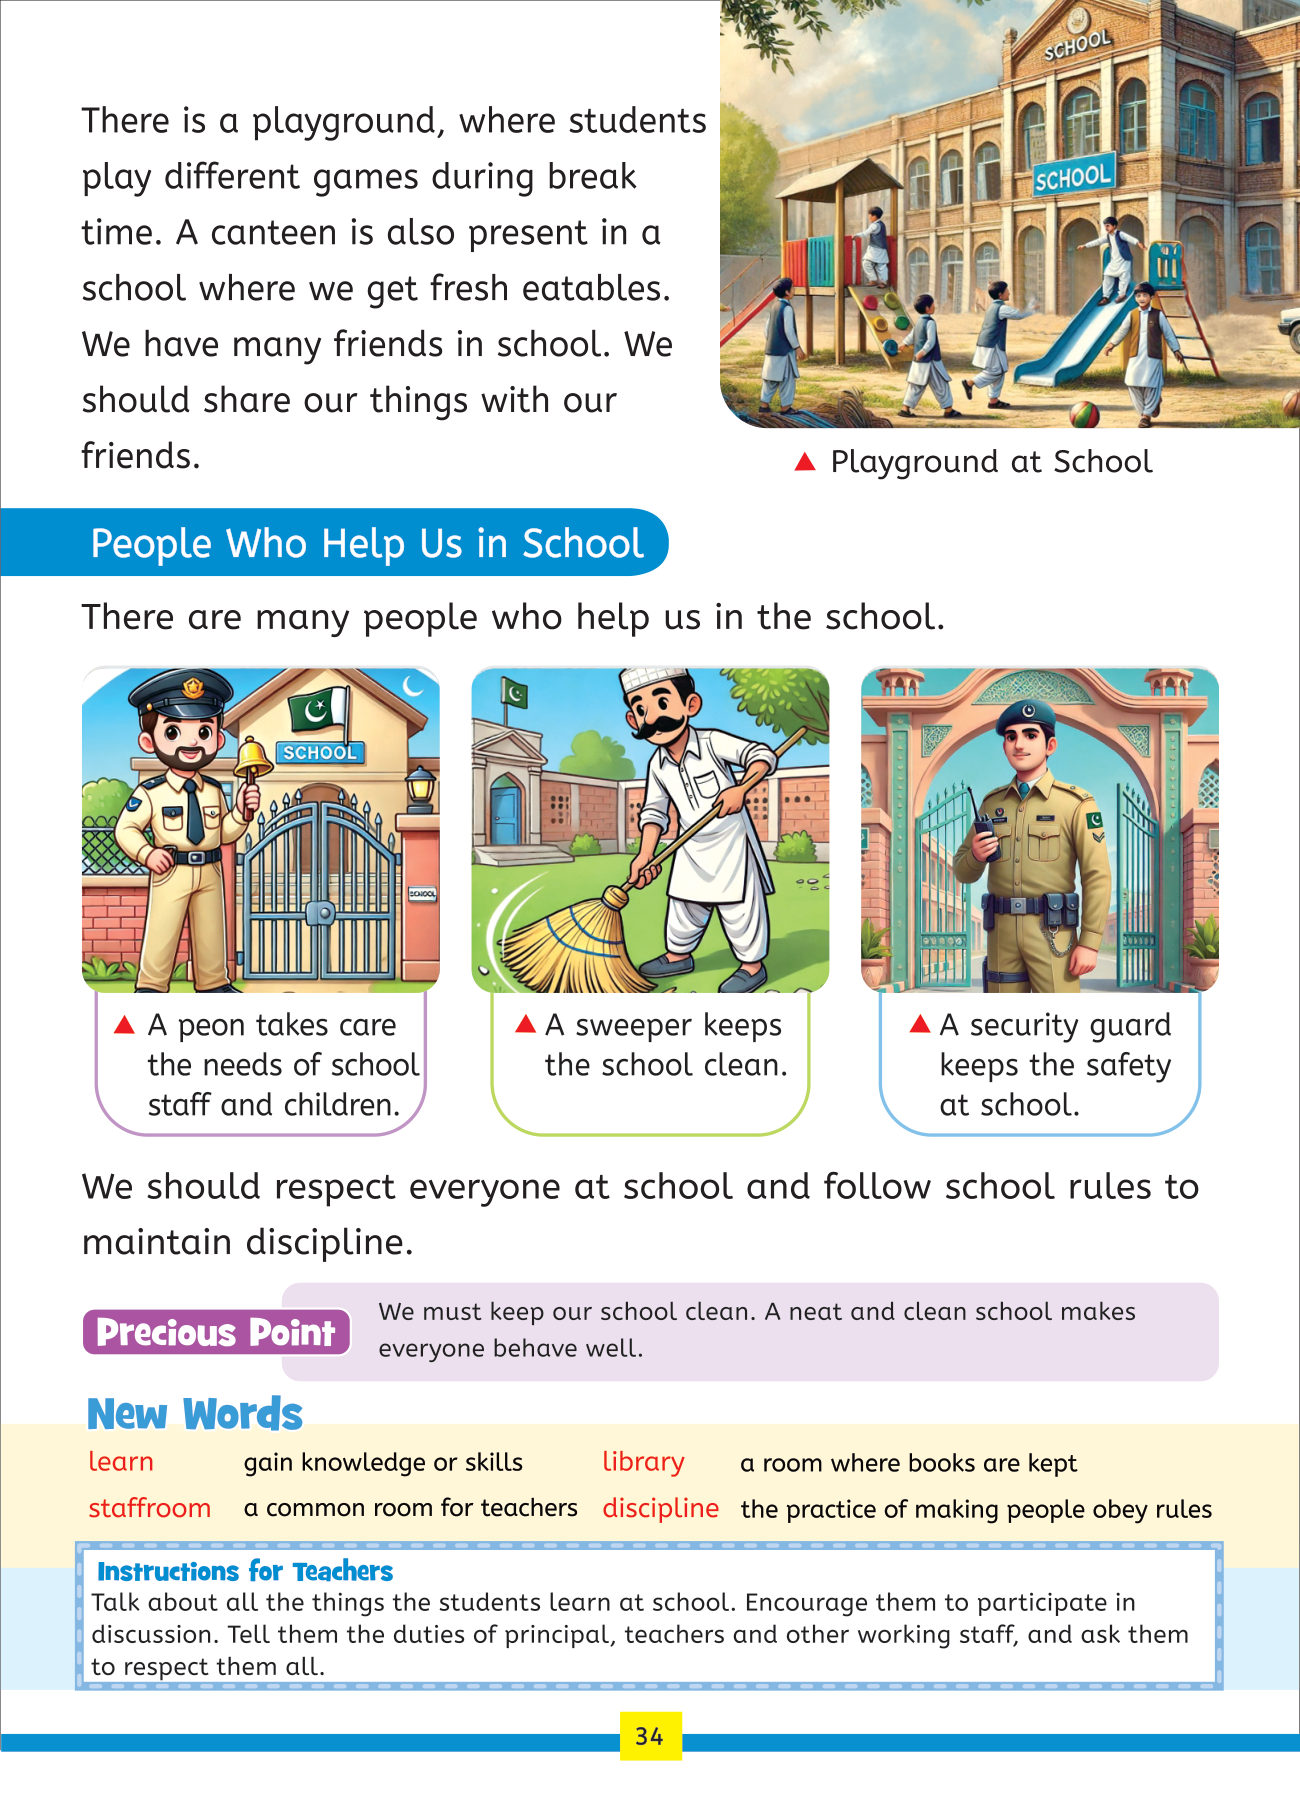 SCHOOL
SCHOOL
There is a playground, where students
play different games during break
time. A canteen is also present in a
school where we get fresh eatables.
We have many friends in school. We
should share our things with our
friends.
Playground at School
People Who Help Us in School
There are many people who help us in the school.
SCHOOL
SCHOOL
A peon takes care
the needs of school
staff and children.
A sweeper keeps
the school clean.
A security guard
keeps the safety
at school.
We should respect everyone at school and follow school rules to
maintain discipline.
Precious Point
We must keep our school clean. A neat and clean school makes
everyone behave well.
New Words
learn gain knowledge or skills library a room where books are kept
staffroom a common room for teachers discipline the practice of making people obey rules
Instructions for Teachers
Talk about all the things the students learn at school. Encourage them to participate in
discussion. Tell them the duties of principal, teachers and other working staff, and ask them
to respect them all.
34